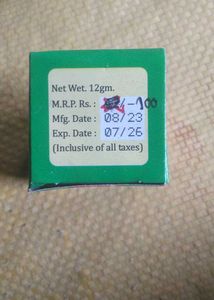 Net Wet. 12gm.
M.R.P. Rs. : /-100
Mfg. Date : 08/23
Exp. Date : 07/26
(Inclusive of all taxes)